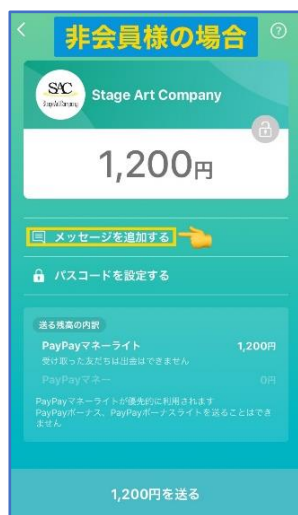 非会員様の場合
SAC
Stage Art Company
Stage Art Company
1,200円
メッセージを追加する
パスコードを設定する
送る残高の内訳
PayPayマネーライト 1,200円
受け取った友だちは出金はできません
PayPayマネー 0円
PayPayマネーライトが優先的に利用されます
PayPayボーナス、PayPayボーナスライトを送ることはでき
ません
1,200円を送る